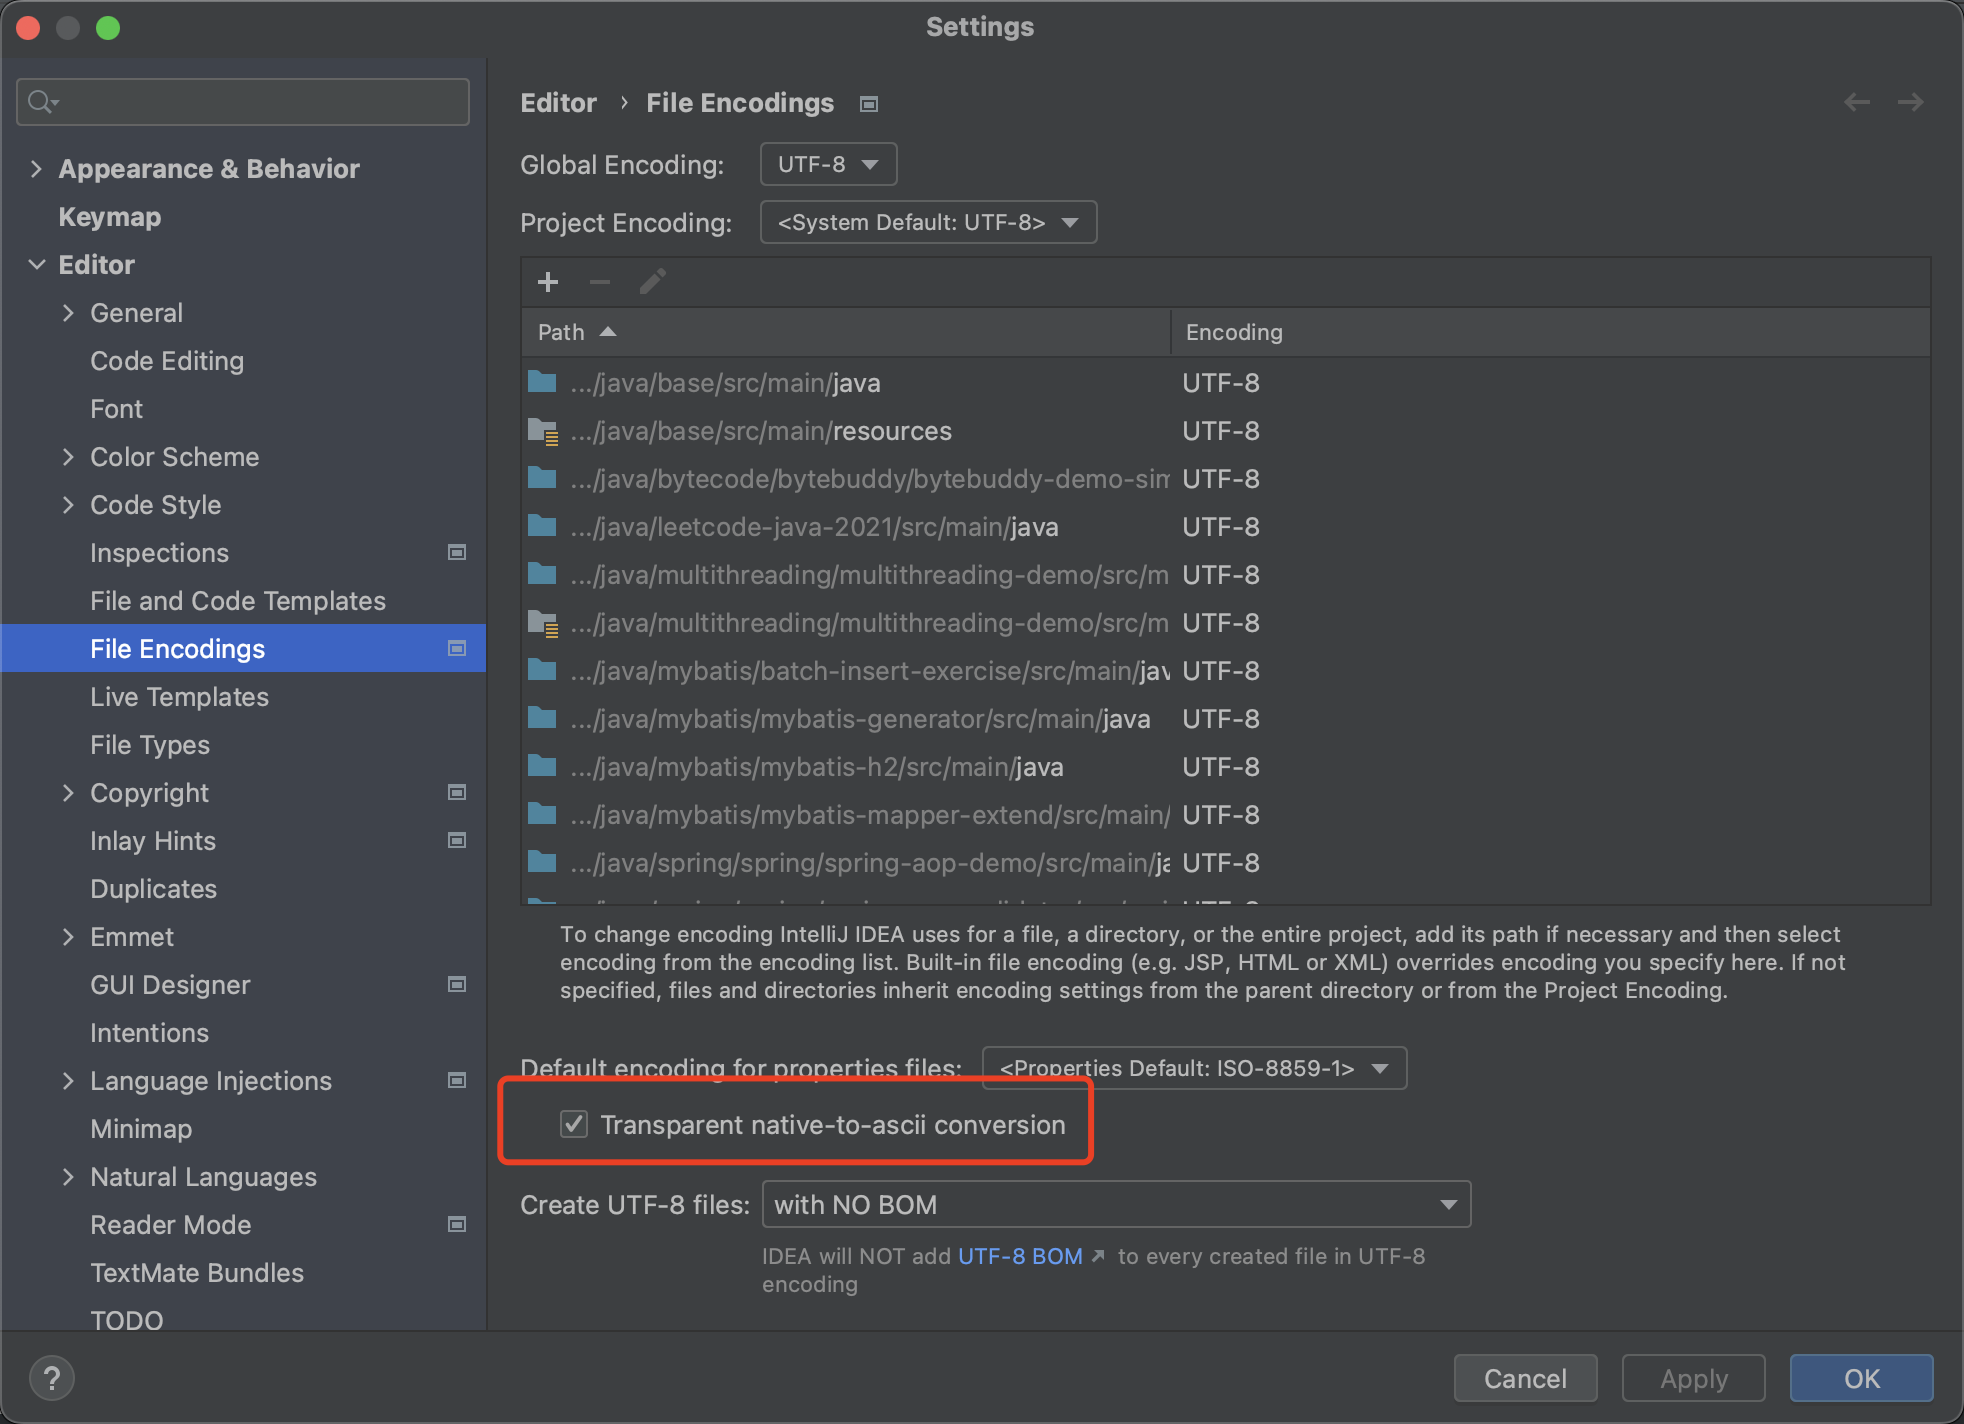 Settings
Appearance & Behavior
Keymap
Editor
General
Code Editing
Font
Color Scheme
Code Style
Inspections
File and Code Templates
File Encodings
Live Templates
File Types
Copyright
Inlay Hints
Duplicates
Emmet
GUI Designer
Intentions
Language Injections
Minimap
Natural Languages
Reader Mode
TextMate Bundles
TODO
Editor › File Encodings
Global Encoding: UTF-8
Project Encoding: <System Default: UTF-8>
Path Encoding
.../java/base/src/main/java UTF-8
.../java/base/src/main/resources UTF-8
.../java/bytecode/bytebuddy/bytebuddy-demo-sim UTF-8
.../java/leetcode-java-2021/src/main/java UTF-8
.../java/multithreading/multithreading-demo/src/m UTF-8
.../java/multithreading/multithreading-demo/src/m UTF-8
.../java/mybatis/batch-insert-exercise/src/main/jav UTF-8
.../java/mybatis/mybatis-generator/src/main/java UTF-8
.../java/mybatis/mybatis-h2/src/main/java UTF-8
.../java/mybatis/mybatis-mapper-extend/src/main/ UTF-8
.../java/spring/spring/spring-aop-demo/src/main/ja UTF-8
To change encoding IntelliJ IDEA uses for a file, a directory, or the entire project, add its path if necessary and then select
encoding from the encoding list. Built-in file encoding (e.g. JSP, HTML or XML) overrides encoding you specify here. If not
specified, files and directories inherit encoding settings from the parent directory or from the Project Encoding.
Default encoding for properties files: <Properties Default: ISO-8859-1>
Transparent native-to-ascii conversion
Create UTF-8 files: with NO BOM
IDEA will NOT add UTF-8 BOM ↗ to every created file in UTF-8
encoding
? Cancel Apply OK